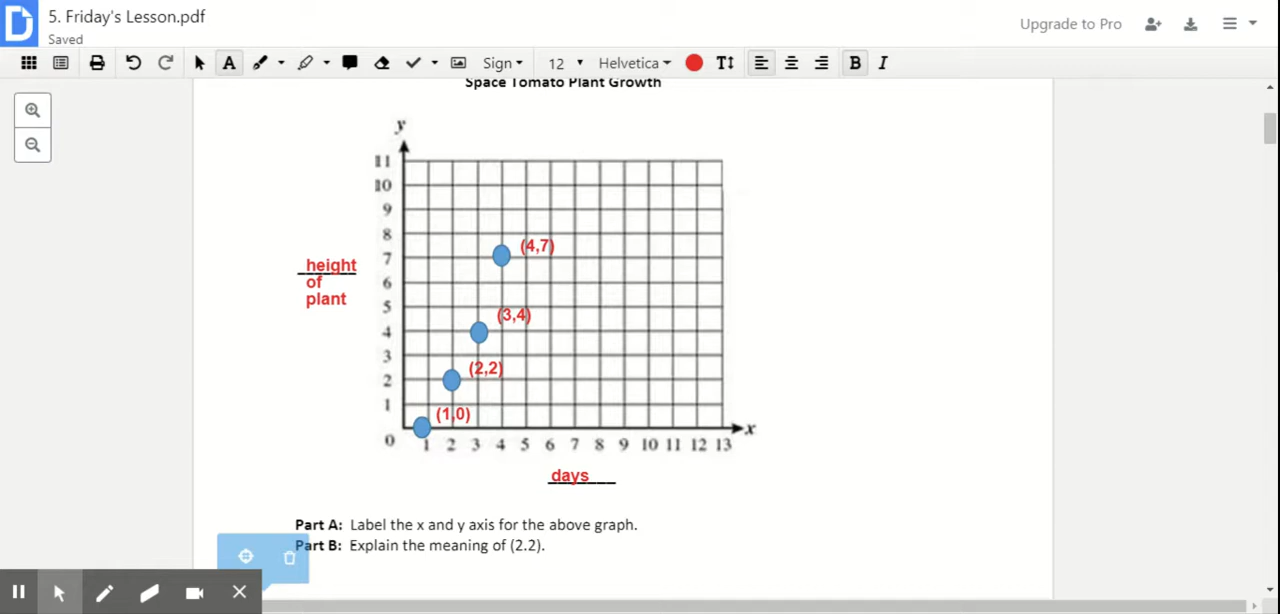 5. Friday's Lesson.pdf
Saved
Upgrade to Pro
A
Sign
12
Helvetica
T
B
I
Space Tomato Plant Growth
y
11
10
9
8
7
6
5
4
3
2
1
0
height
of
plant
(4,7)
(3,4)
(2,2)
(1,0)
1 2 3 4 5 6 7 8 9 10 11 12 13
x
days
Part A: Label the x and y axis for the above graph.
Part B: Explain the meaning of (2.2).